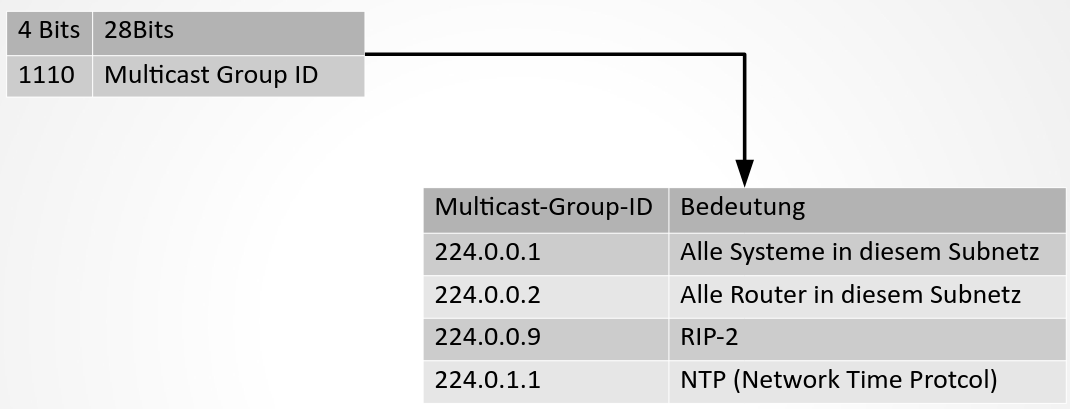 4 Bits 28Bits
1110 Multicast Group ID
Multicast-Group-ID Bedeutung
224.0.0.1 Alle Systeme in diesem Subnetz
224.0.0.2 Alle Router in diesem Subnetz
224.0.0.9 RIP-2
224.0.1.1 NTP (Network Time Protcol)